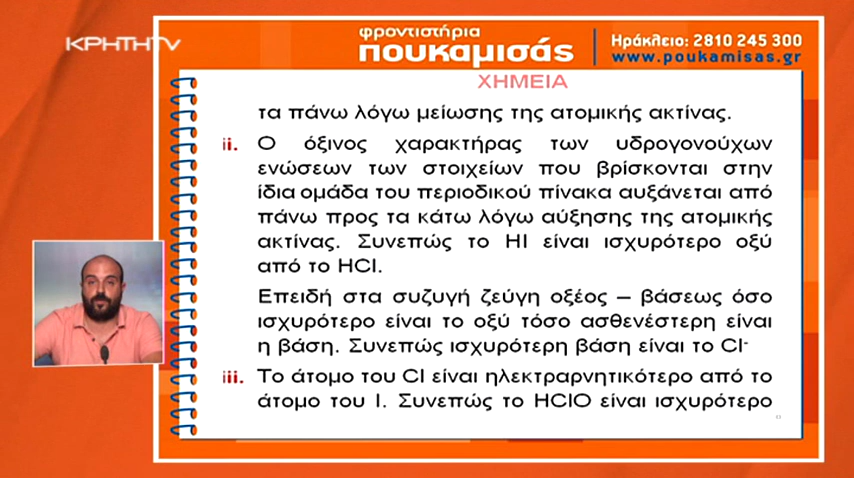 ΚΡΗΤΗTV
φροντιστήρια
πουκαμισάς
Ηράκλειο: 2810 245 300
www.poukamisas.gr
ΧΗΜΕΙΑ
τα πάνω λόγω μείωσης της ατομικής ακτίνας.
ii. Ο όξινος χαρακτήρας των υδρογονούχων
ενώσεων των στοιχείων που βρίσκονται στην
ίδια ομάδα του περιοδικού πίνακα αυξάνεται από
πάνω προς τα κάτω λόγω αύξησης της ατομικής
ακτίνας. Συνεπώς το HI είναι ισχυρότερο οξύ
από το HCl.
Επειδή στα συζυγή ζεύγη οξέος – βάσεως όσο
ισχυρότερο είναι το οξύ τόσο ασθενέστερη είναι
η βάση. Συνεπώς ισχυρότερη βάση είναι το Cl⁻
iii. Το άτομο του Cl είναι ηλεκτραρνητικότερο από το
άτομο του I. Συνεπώς το HClO είναι ισχυρότερο